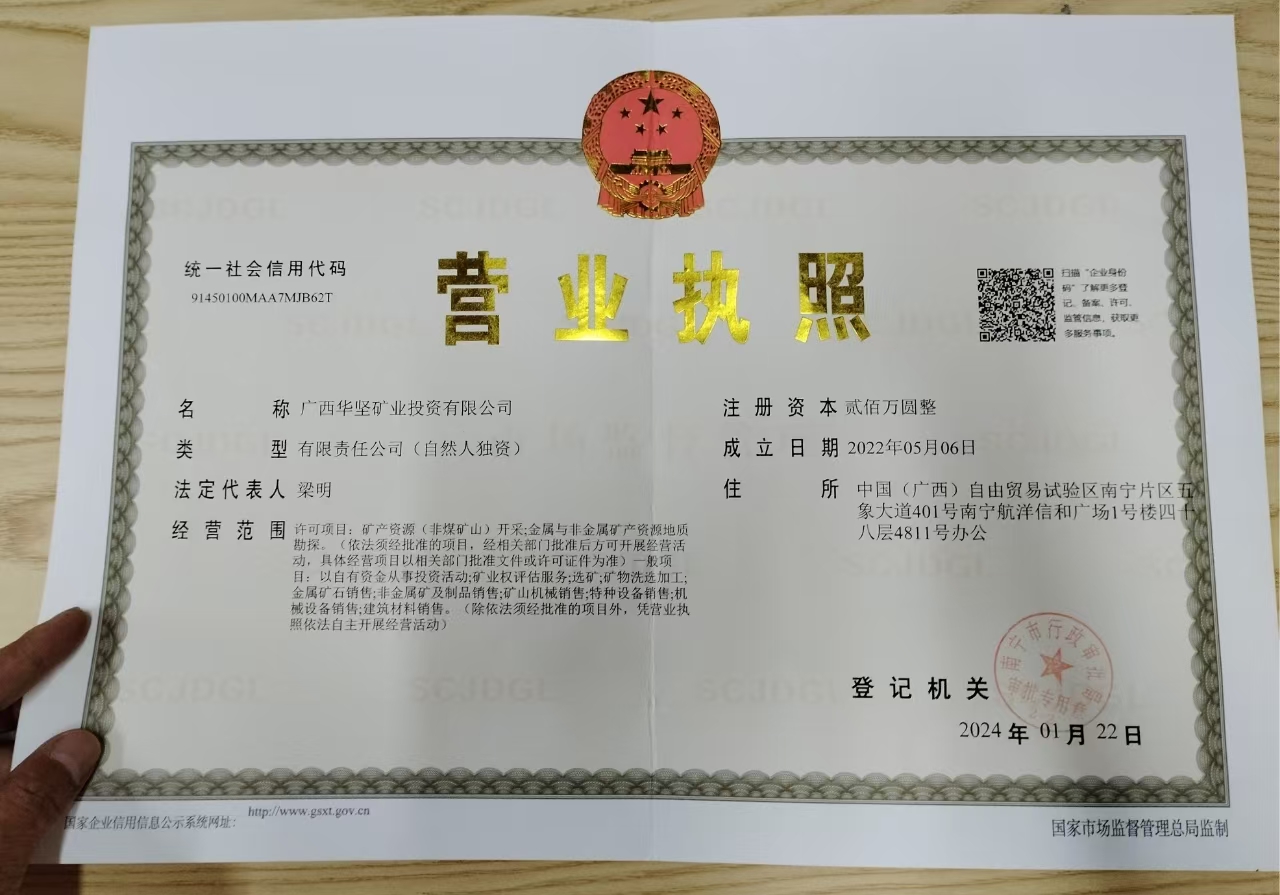 统一社会信用代码
91450100MAA7MJB62T
营业执照
扫描“企业身份
码”了解更多登
记、备案、许可、
监管信息，获取更
多服务事项。
名称 广西华坚矿业投资有限公司
类型 有限责任公司（自然人独资）
法定代表人 梁明
经营范围 许可项目：矿产资源（非煤矿山）开采;金属与非金属矿产资源地质
勘探。（依法须经批准的项目，经相关部门批准后方可开展经营活
动，具体经营项目以相关部门批准文件或许可证件为准）一般项
目：以自有资金从事投资活动;矿业权评估服务;选矿;矿物洗选加工;
金属矿石销售;非金属矿及制品销售;矿山机械销售;特种设备销售;机
械设备销售;建筑材料销售。（除依法须经批准的项目外，凭营业执
照依法自主开展经营活动）
注册资本 贰佰万圆整
成立日期 2022年05月06日
住所 中国（广西）自由贸易试验区南宁片区五
象大道401号南宁航洋信和广场1号楼四十
八层4811号办公
南宁市行政审批局
审批专用章
登记机关
2024年01月22日
国家企业信用信息公示系统网址： http://www.gsxt.gov.cn
国家市场监督管理总局监制
SCJDGL